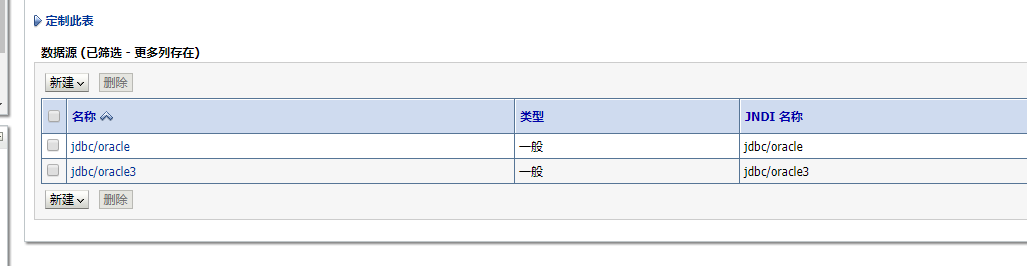 定制此表
数据源 (已筛选 - 更多列存在)
新建 删除
名称 类型 JNDI 名称
jdbc/oracle 一般 jdbc/oracle
jdbc/oracle3 一般 jdbc/oracle3
新建 删除